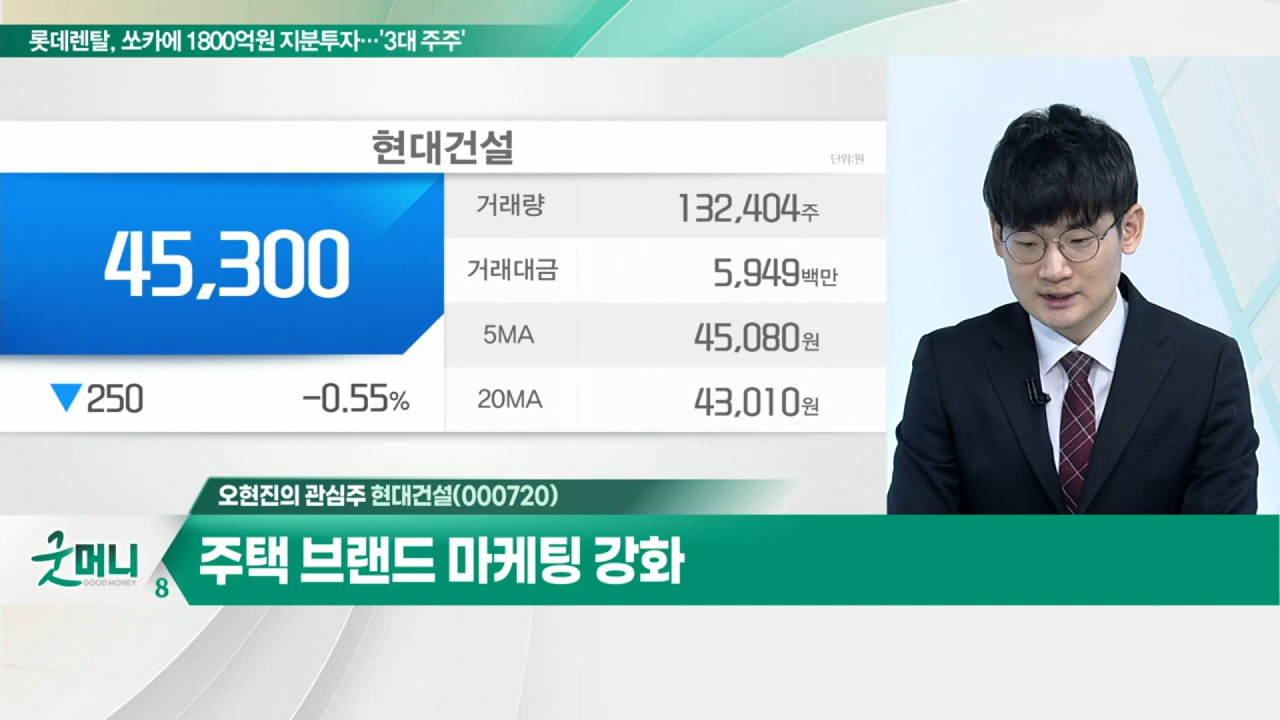 롯데렌탈, 쏘카에 1800억원 지분투자…'3대 주주'
현대건설
단위:원
45,300
▼250 -0.55%
거래량 132,404주
거래대금 5,949백만
5MA 45,080원
20MA 43,010원
오현진의 관심주 현대건설(000720)
굿머니
GOOD MONEY
8
주택 브랜드 마케팅 강화